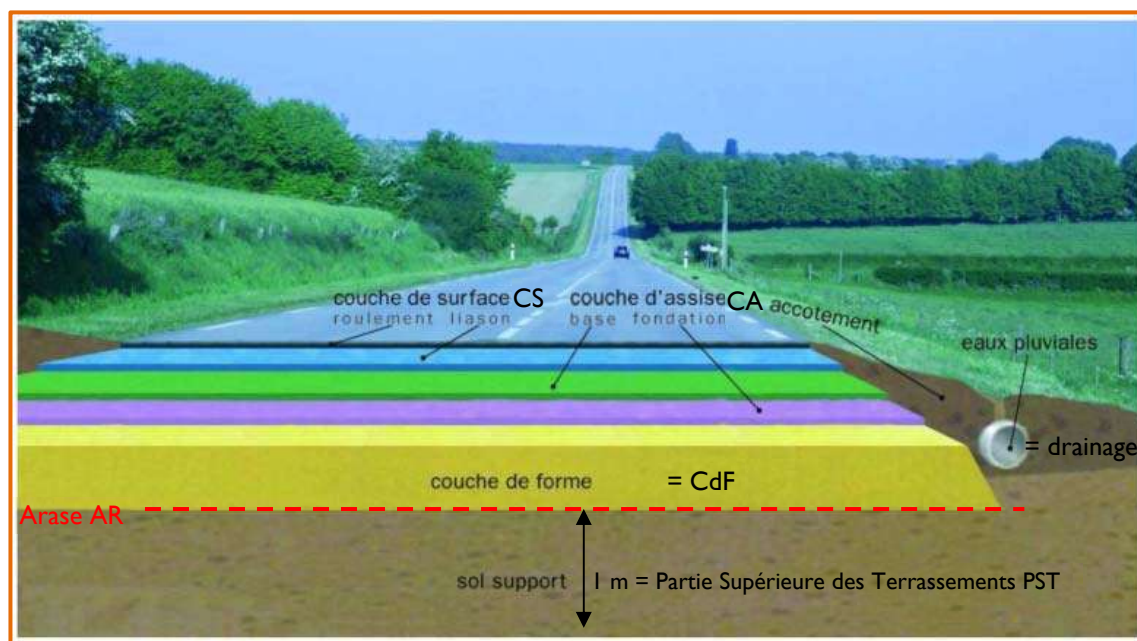 couche de surface CS
roulement liaison
couche d'assise CA
base fondation
accotement
eaux pluviales
= drainage
couche de forme = CdF
Arase AR
sol support
1 m = Partie Supérieure des Terrassements PST